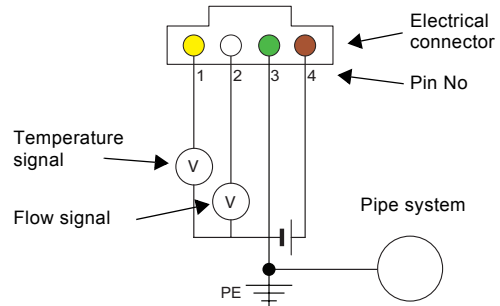 Electrical
connector
1 2 3 4
Pin No
Temperature
signal
V
Flow signal
V
Pipe system
PE